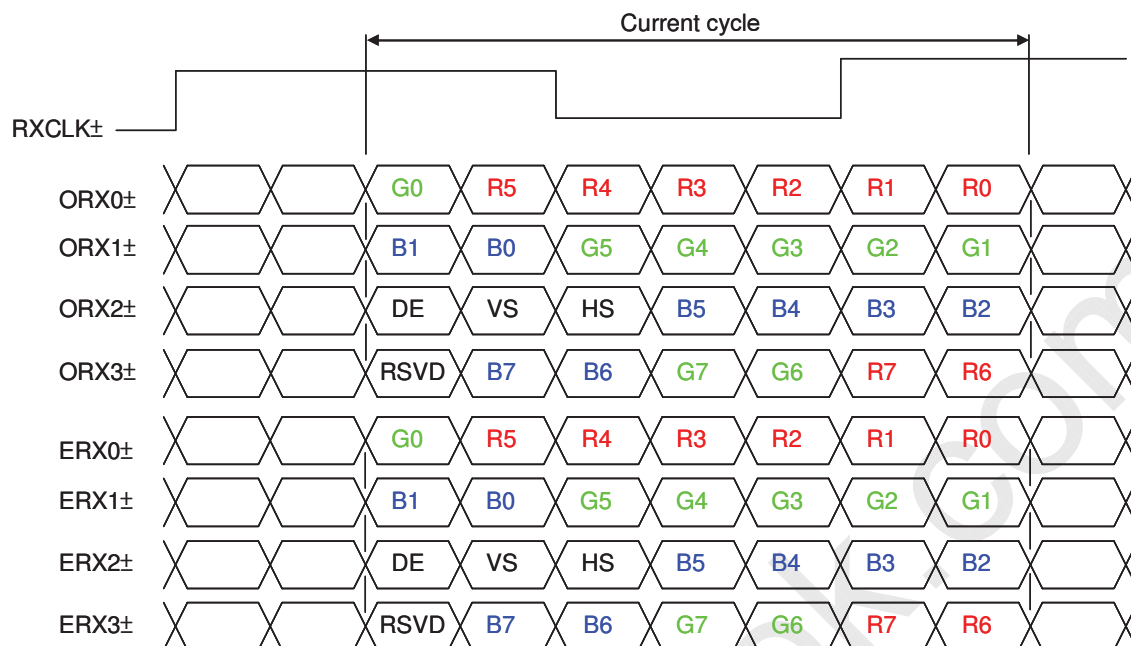 Current cycle
RXCLK±
ORX0± G0 R5 R4 R3 R2 R1 R0
ORX1± B1 B0 G5 G4 G3 G2 G1
ORX2± DE VS HS B5 B4 B3 B2
ORX3± RSVD B7 B6 G7 G6 R7 R6
ERX0± G0 R5 R4 R3 R2 R1 R0
ERX1± B1 B0 G5 G4 G3 G2 G1
ERX2± DE VS HS B5 B4 B3 B2
ERX3± RSVD B7 B6 G7 G6 R7 R6